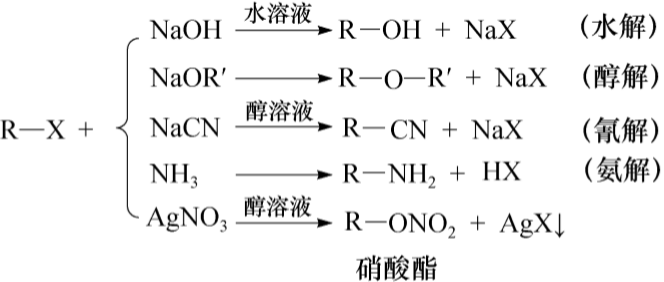 NaOH 水溶液 R—OH + NaX (水解)
NaOR′ R—O—R′ + NaX (醇解)
R—X + NaCN 醇溶液 R—CN + NaX (氰解)
NH₃ R—NH₂ + HX (氨解)
AgNO₃ 醇溶液 R—ONO₂ + AgX↓
硝酸酯